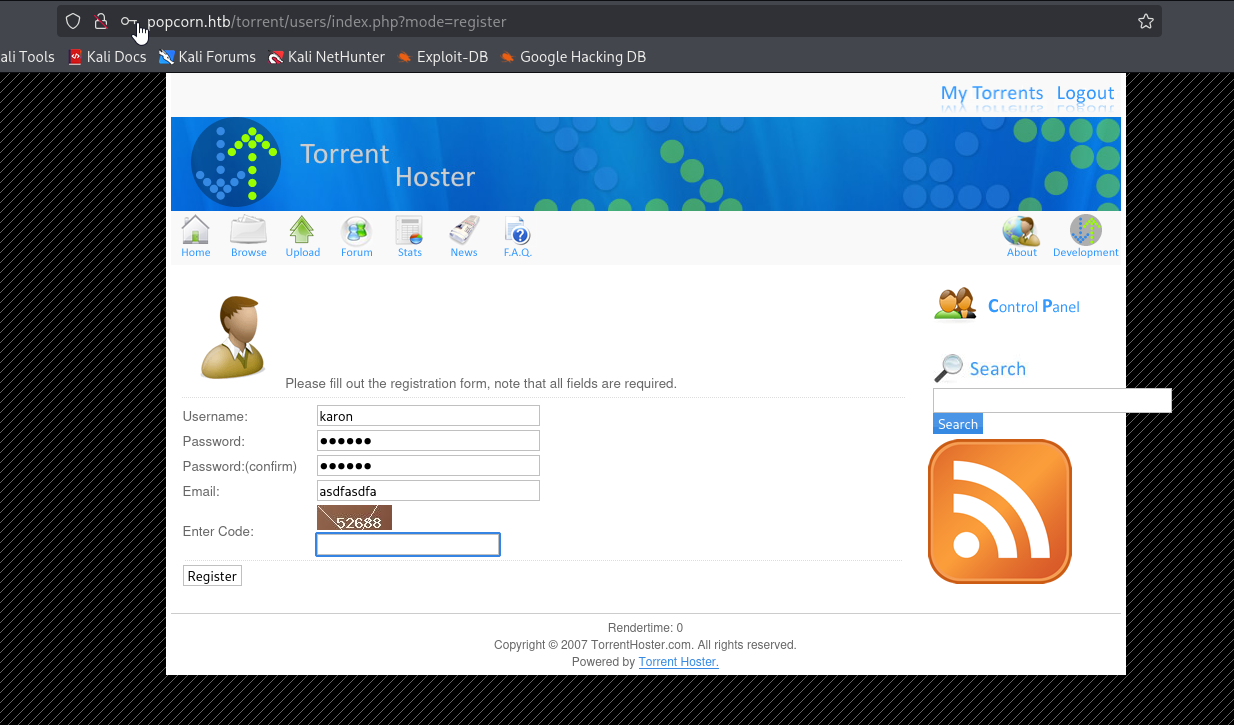 popcorn.htb/torrent/users/index.php?mode=register
ali Tools Kali Docs Kali Forums Kali NetHunter Exploit-DB Google Hacking DB
My Torrents Logout
Torrent
Hoster
Home Browse Upload Forum Stats News F.A.Q. About Development
Control Panel
Please fill out the registration form, note that all fields are required.
Search
Username: karon
Password: ●●●●●●
Search
Password:(confirm) ●●●●●●
Email: asdfasdfa
52688
Enter Code:
Register
Rendertime: 0
Copyright © 2007 TorrentHoster.com. All rights reserved.
Powered by Torrent Hoster.